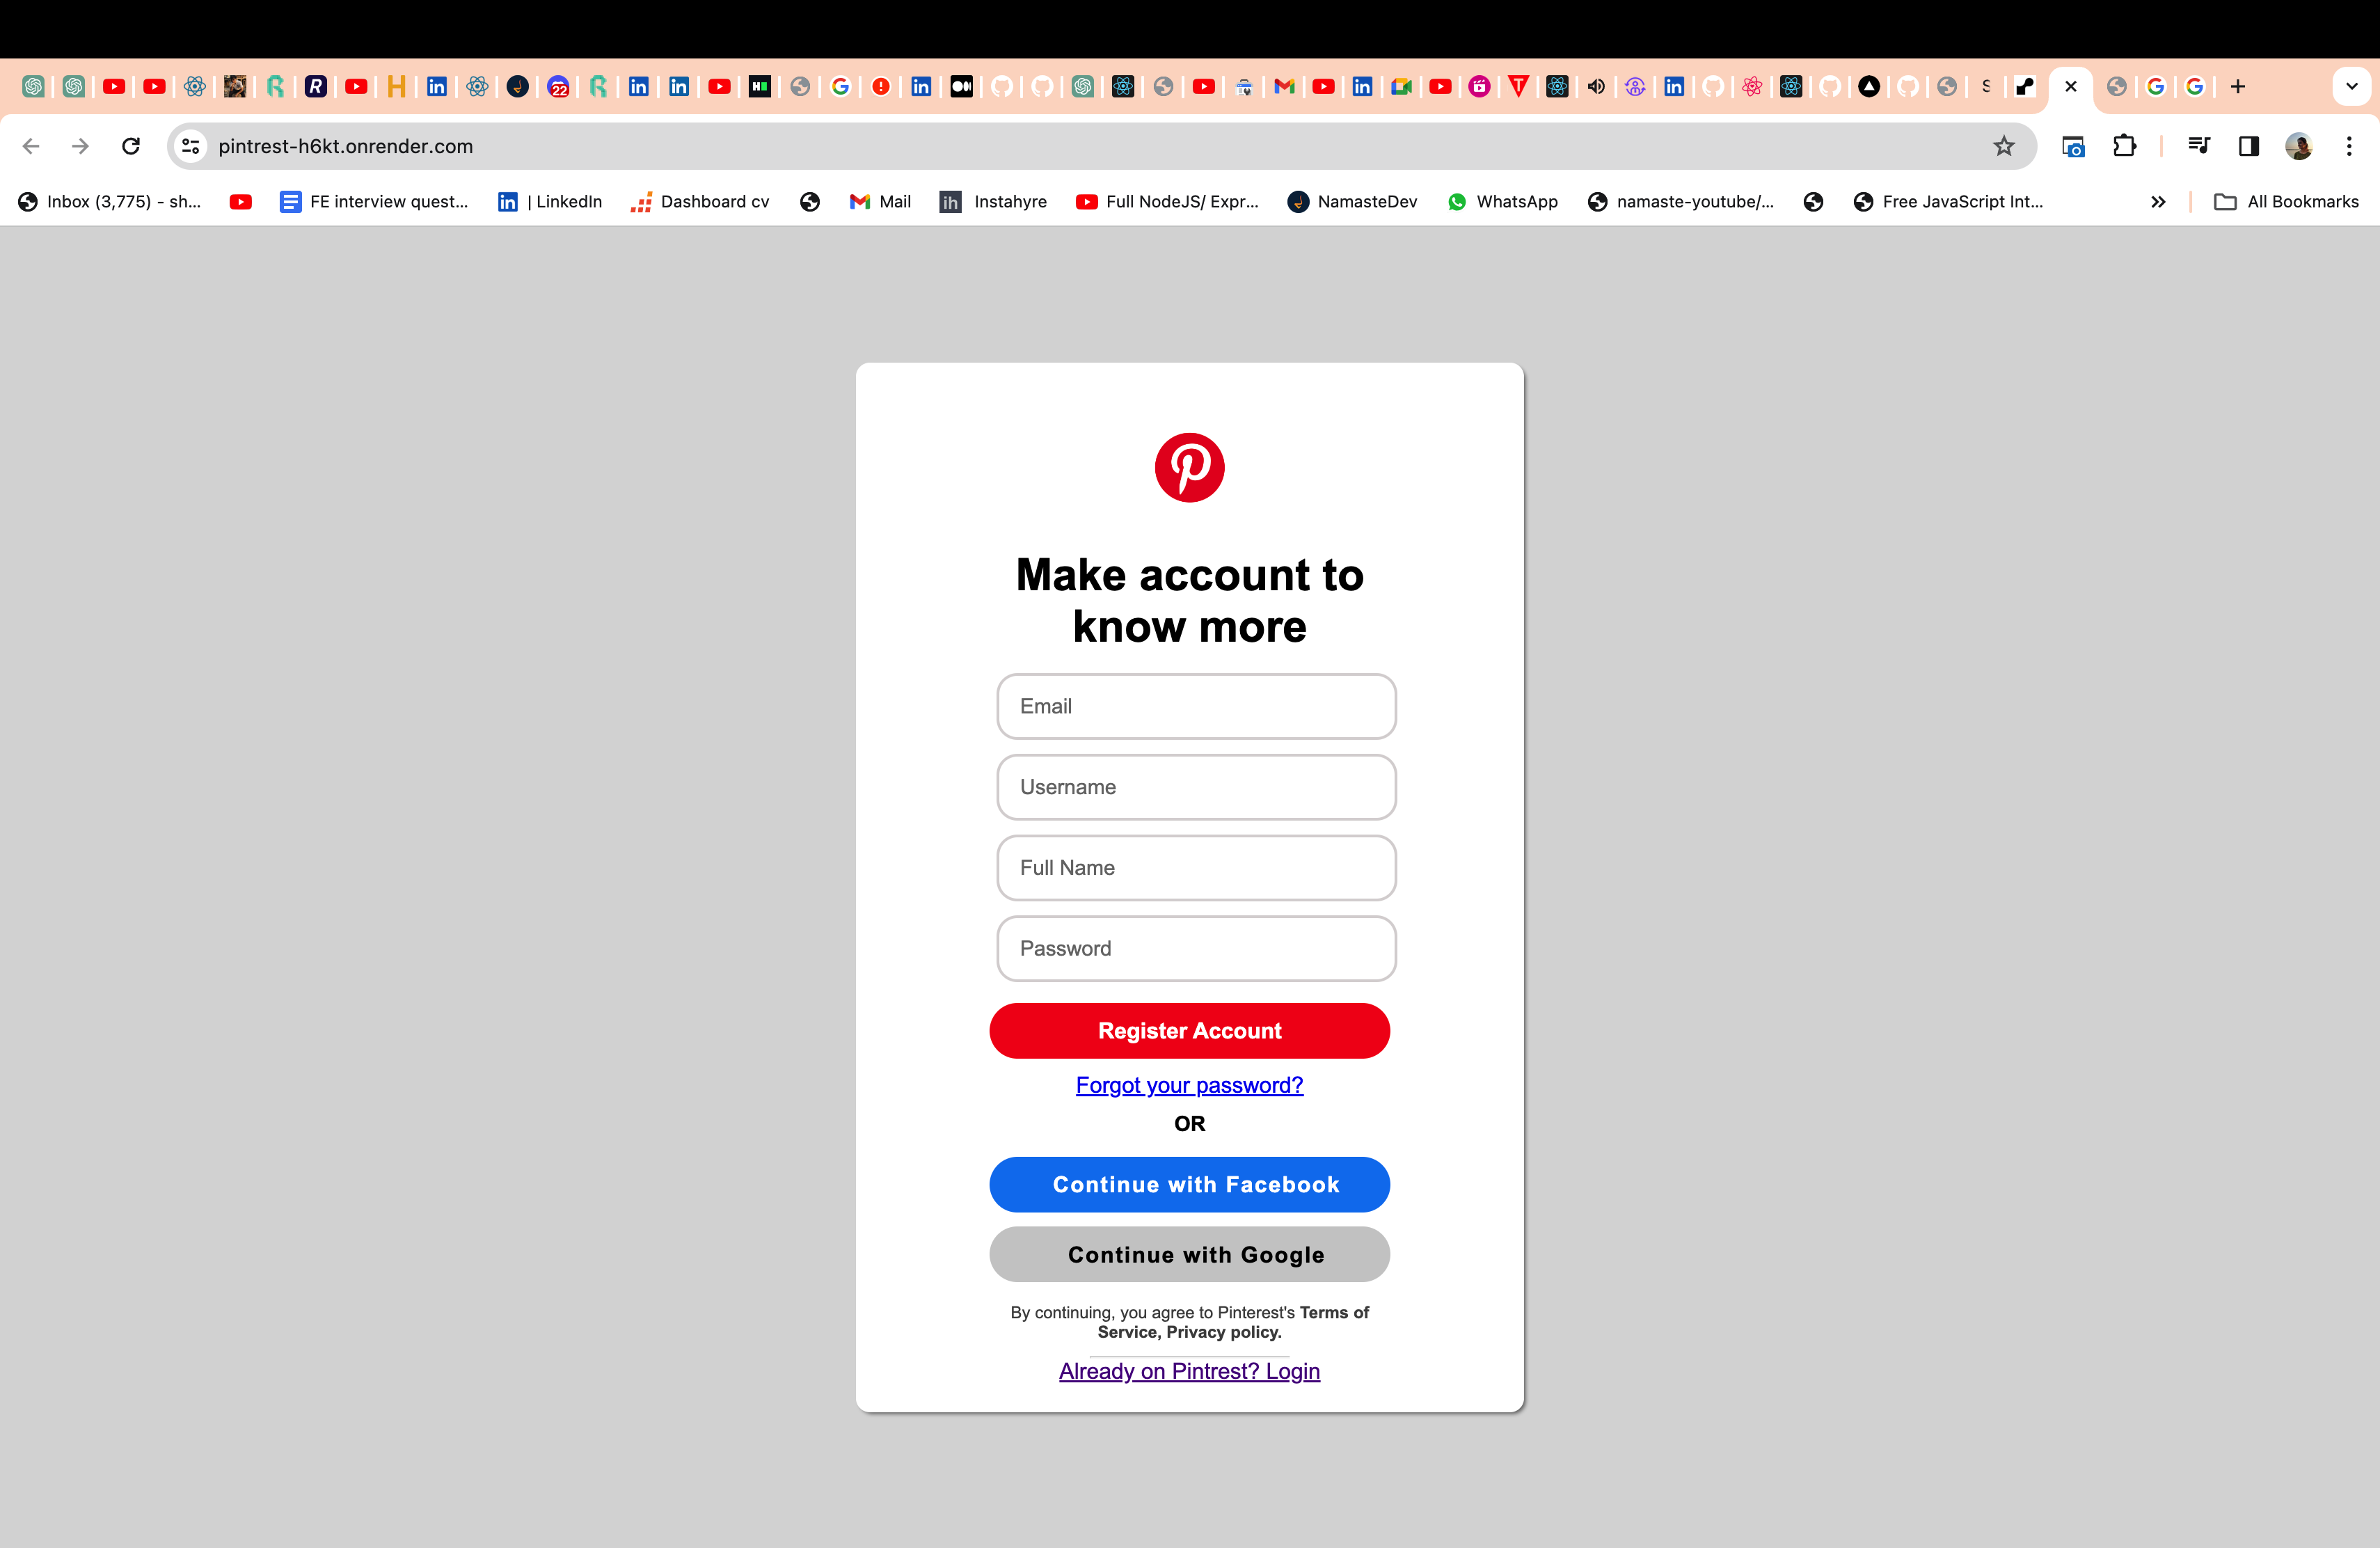 22
S
pintrest-h6kt.onrender.com
Inbox (3,775) - sh... FE interview quest... | LinkedIn Dashboard cv Mail Instahyre Full NodeJS/ Expr... NamasteDev WhatsApp namaste-youtube/... Free JavaScript Int... All Bookmarks
Make account to
know more
Email
Username
Full Name
Password
Register Account
Forgot your password?
OR
Continue with Facebook
Continue with Google
By continuing, you agree to Pinterest's Terms of
Service, Privacy policy.
Already on Pintrest? Login